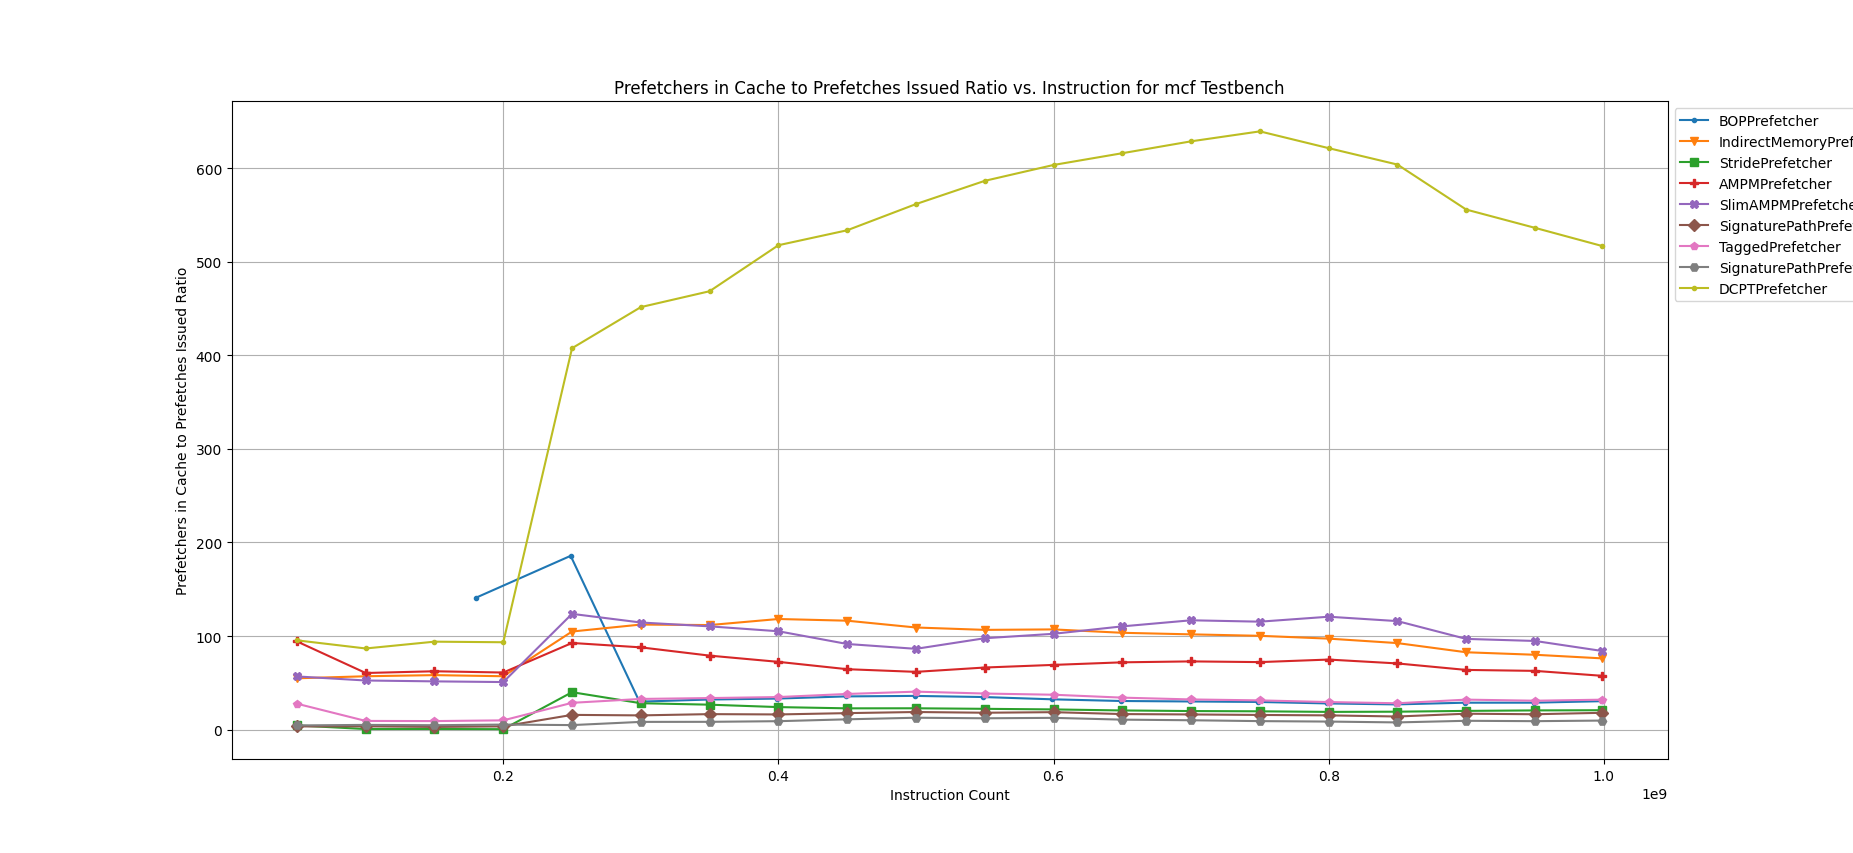 Prefetchers in Cache to Prefetches Issued Ratio vs. Instruction for mcf Testbench
Prefetchers in Cache to Prefetches Issued Ratio
600
500
400
300
200
100
0
0.2
0.4
0.6
0.8
1.0
1e9
Instruction Count
BOPPrefetcher
IndirectMemoryPref
StridePrefetcher
AMPMPrefetcher
SlimAMPMPrefetche
SignaturePathPrefe
TaggedPrefetcher
SignaturePathPrefe
DCPTPrefetcher